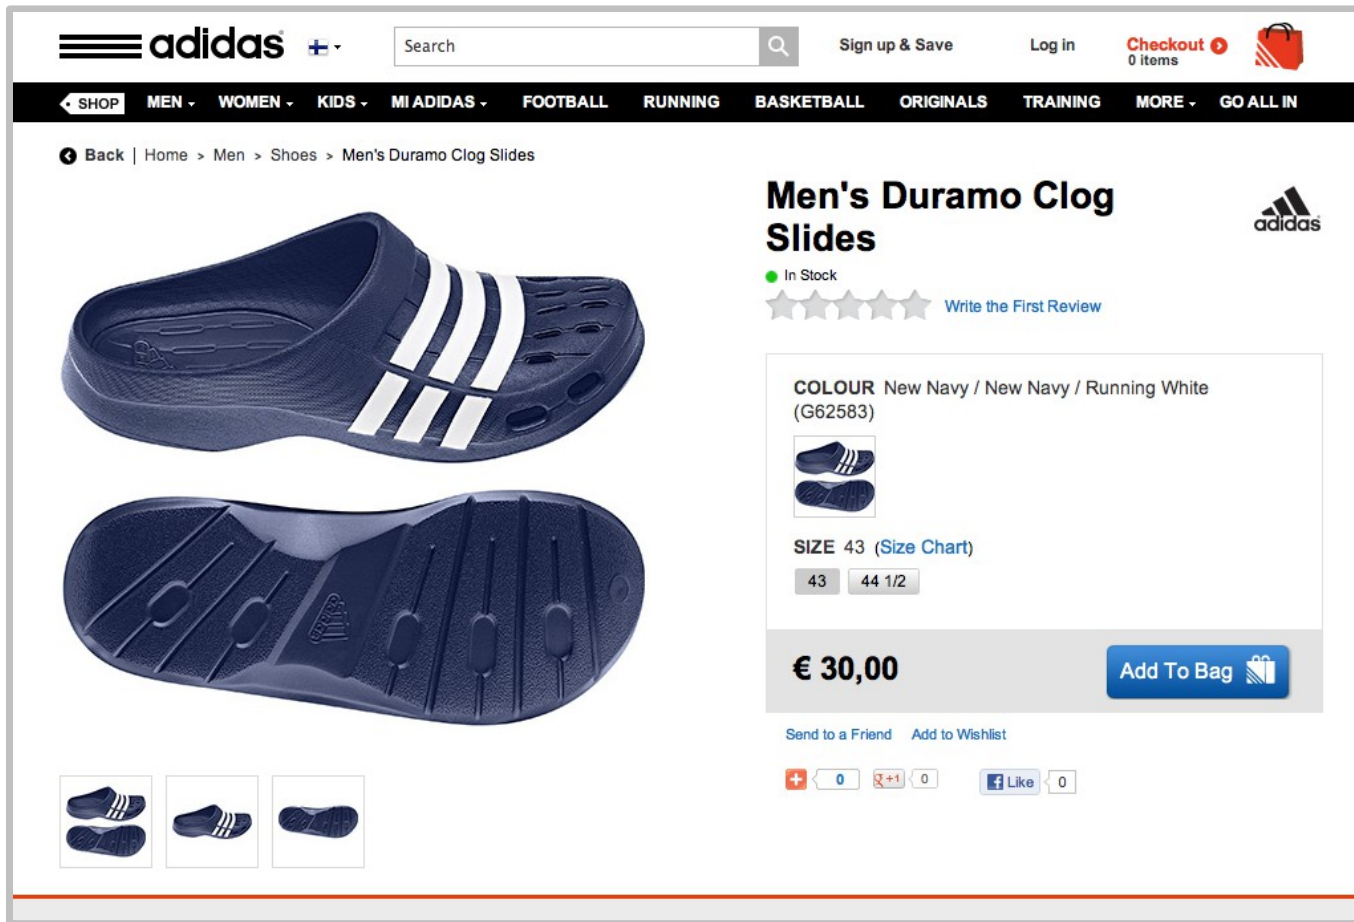 adidas
Search
Sign up & Save
Log in
Checkout
0 items
SHOP MEN WOMEN KIDS MI ADIDAS FOOTBALL RUNNING BASKETBALL ORIGINALS TRAINING MORE GO ALL IN
Back | Home > Men > Shoes > Men's Duramo Clog Slides
Men's Duramo Clog
Slides
adidas
In Stock
Write the First Review
COLOUR New Navy / New Navy / Running White
(G62583)
SIZE 43 (Size Chart)
43 44 1/2
€ 30,00
Add To Bag
Send to a Friend Add to Wishlist
0 g+1 0 Like 0
adidas